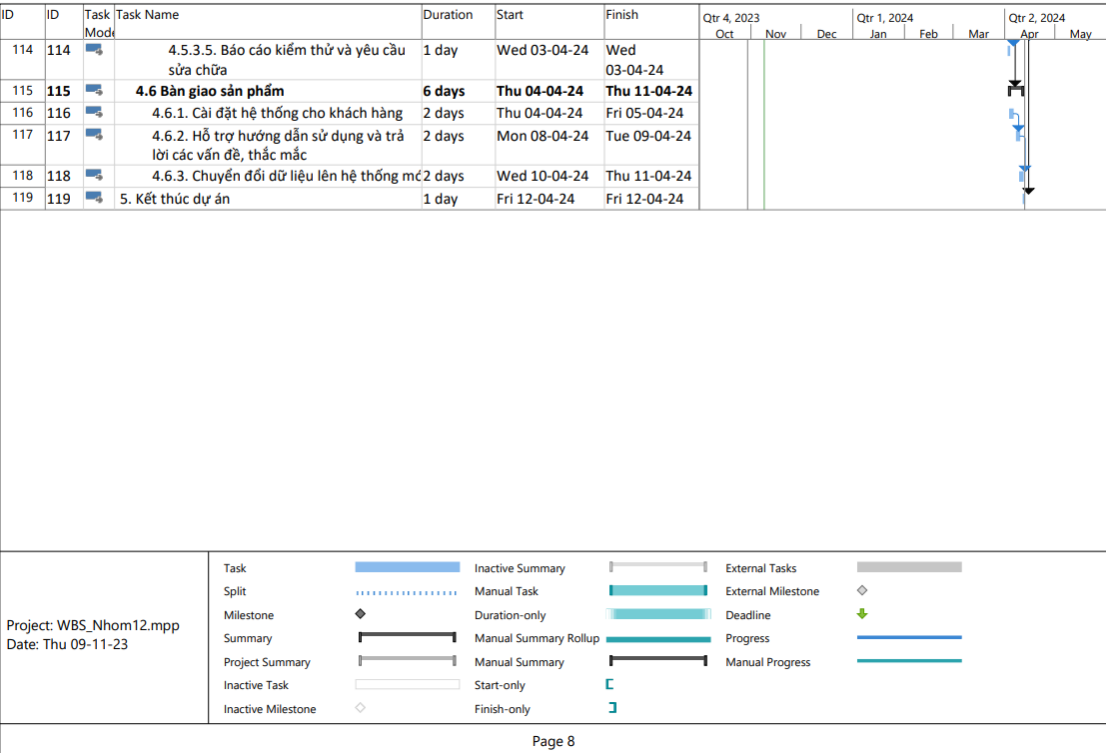 ID ID Task Mode Task Name Duration Start Finish
Qtr 4, 2023 Qtr 1, 2024 Qtr 2, 2024
Oct Nov Dec Jan Feb Mar Apr May
114 114 4.5.3.5. Báo cáo kiểm thử và yêu cầu 1 day Wed 03-04-24 Wed
sửa chữa 03-04-24
115 115 4.6 Bàn giao sản phẩm 6 days Thu 04-04-24 Thu 11-04-24
116 116 4.6.1. Cài đặt hệ thống cho khách hàng 2 days Thu 04-04-24 Fri 05-04-24
117 117 4.6.2. Hỗ trợ hướng dẫn sử dụng và trả 2 days Mon 08-04-24 Tue 09-04-24
lời các vấn đề, thắc mắc
118 118 4.6.3. Chuyển đổi dữ liệu lên hệ thống 2 days Wed 10-04-24 Thu 11-04-24
119 119 5. Kết thúc dự án 1 day Fri 12-04-24 Fri 12-04-24
Project: WBS_Nhom12.mpp
Date: Thu 09-11-23
Task
Split
Milestone
Summary
Project Summary
Inactive Task
Inactive Milestone
Inactive Summary
Manual Task
Duration-only
Manual Summary Rollup
Manual Summary
Start-only
Finish-only
External Tasks
External Milestone
Deadline
Progress
Manual Progress
Page 8